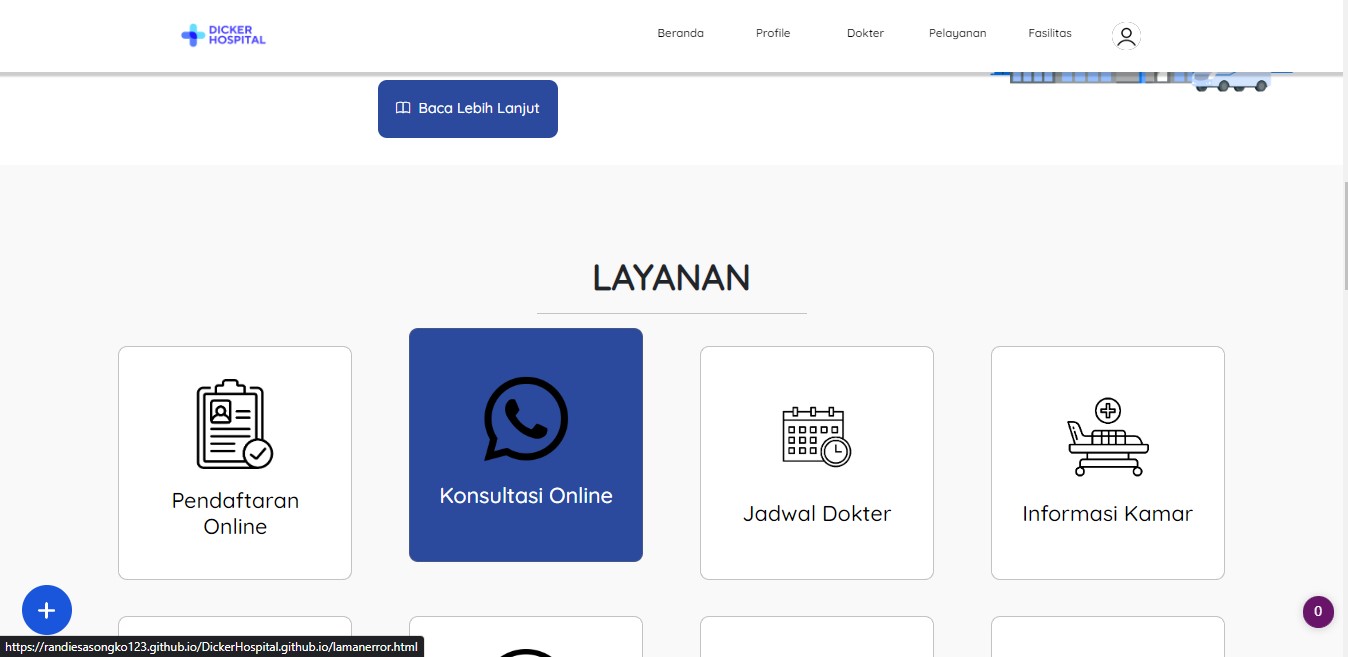 DICKER
HOSPITAL
Beranda
Profile
Dokter
Pelayanan
Fasilitas
Baca Lebih Lanjut
LAYANAN
Pendaftaran
Online
Konsultasi Online
Jadwal Dokter
Informasi Kamar
0
https://randiesasongko123.github.io/DickerHospital.github.io/lamanerror.html